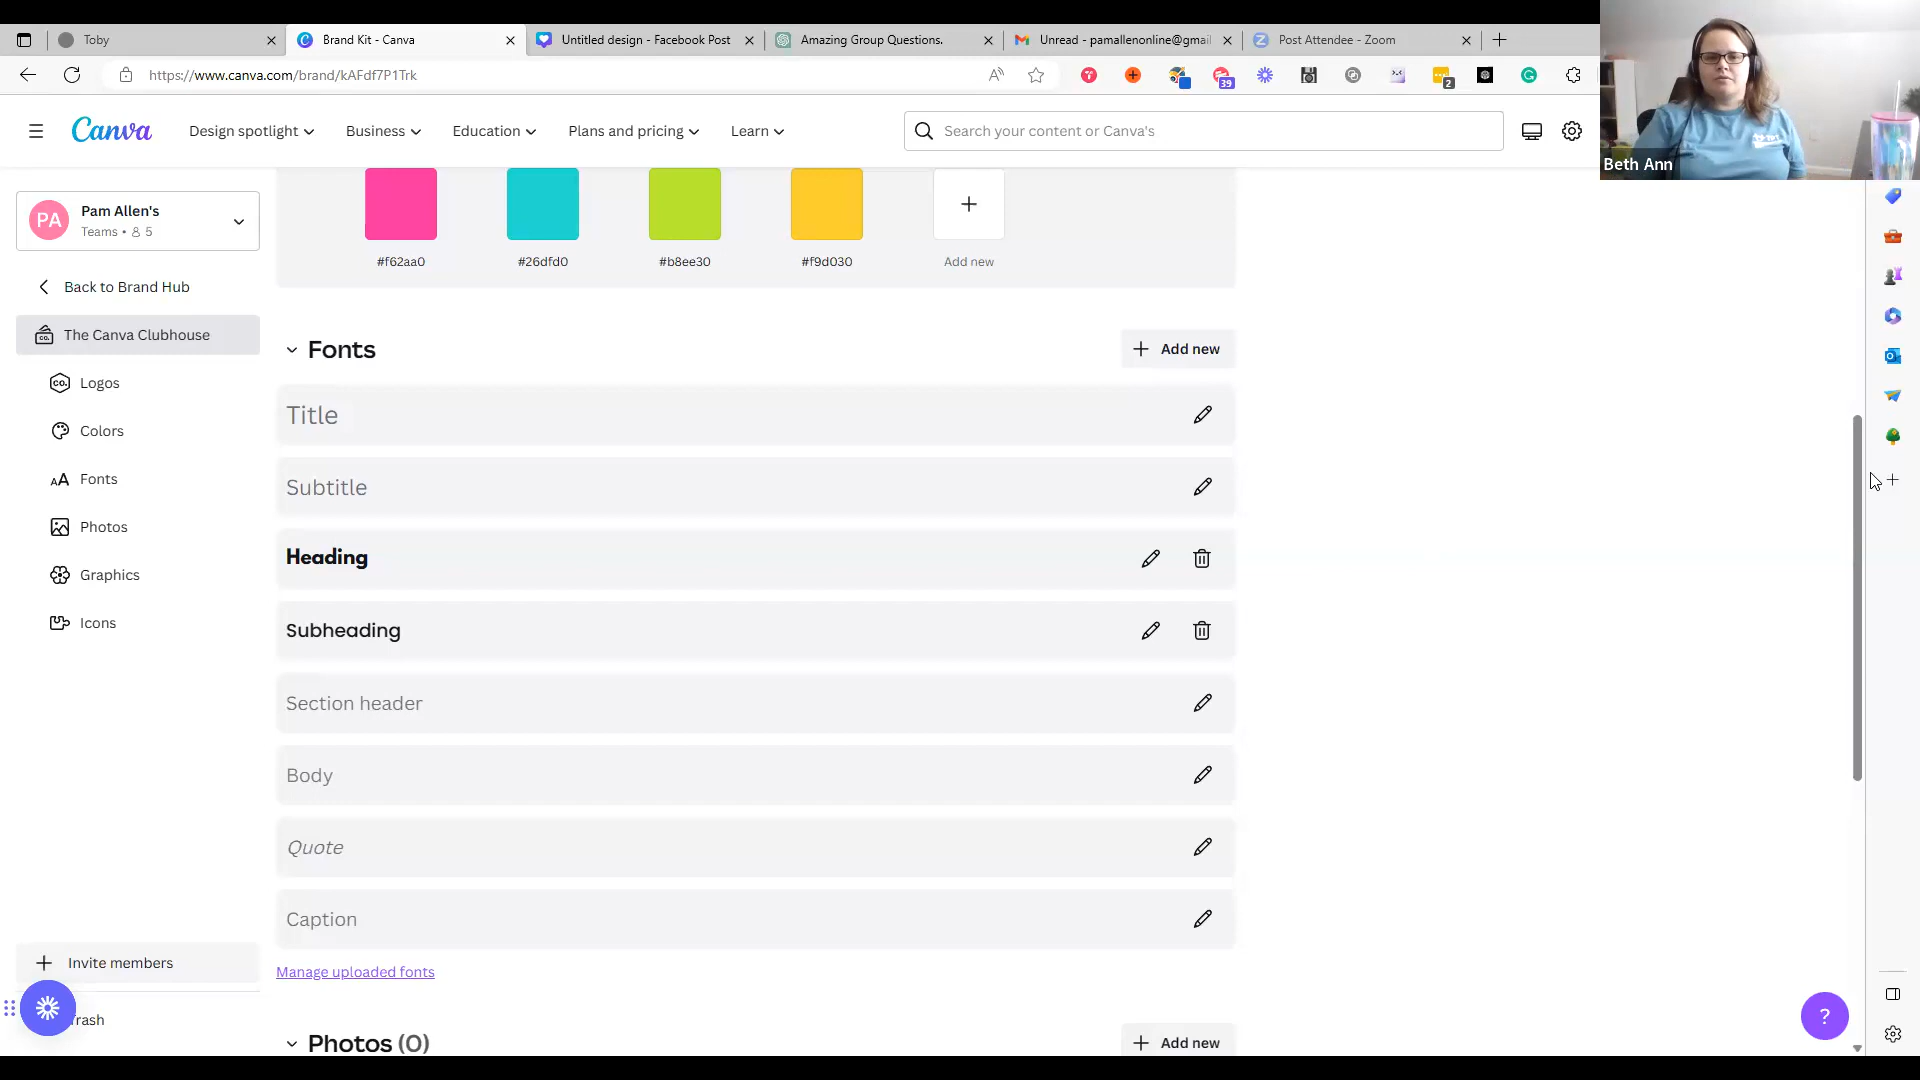 Toby
Brand Kit - Canva
Untitled design - Facebook Post
Amazing Group Questions.
Unread - pamallenonline@gmai
Post Attendee - Zoom
https://www.canva.com/brand/kAFdf7P1Trk
39
2
Canva
Design spotlight
Business
Education
Plans and pricing
Learn
Search your content or Canva's
Beth Ann
PA
Pam Allen's
Teams • 5
Back to Brand Hub
The Canva Clubhouse
Logos
Colors
Fonts
Photos
Graphics
Icons
Invite members
Trash
#f62aa0
#26dfd0
#b8ee30
#f9d030
Add new
Fonts
Add new
Title
Subtitle
Heading
Subheading
Section header
Body
Quote
Caption
Manage uploaded fonts
Photos (0)
Add new
?